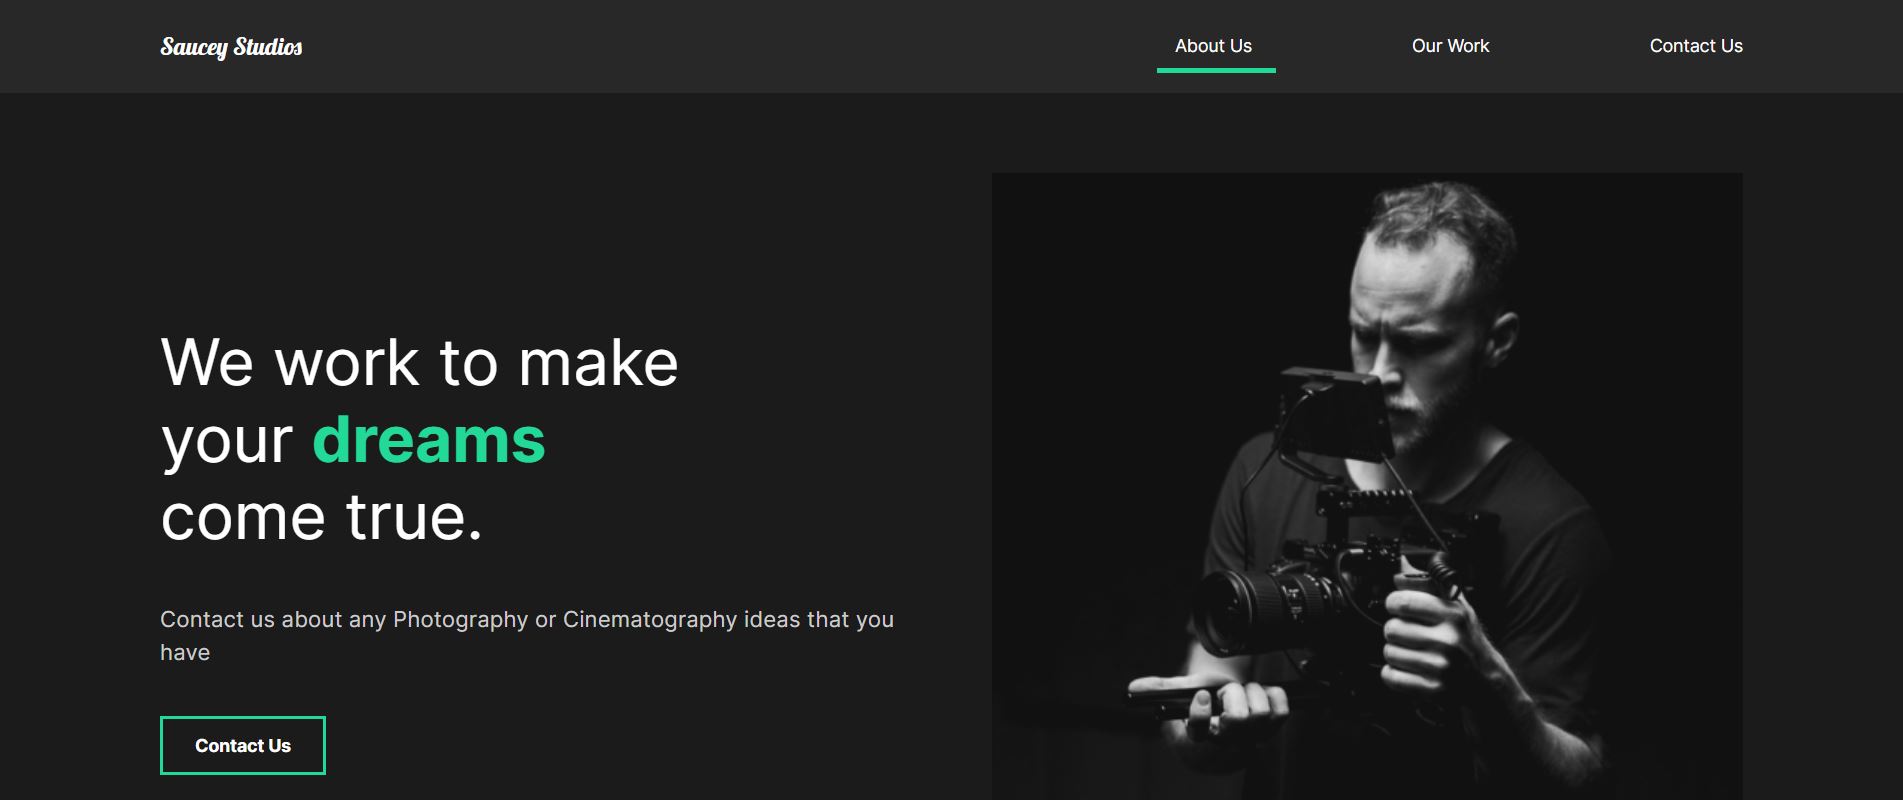 Saucey Studios
About Us
Our Work
Contact Us
We work to make
your dreams
come true.
Contact us about any Photography or Cinematography ideas that you
have
Contact Us